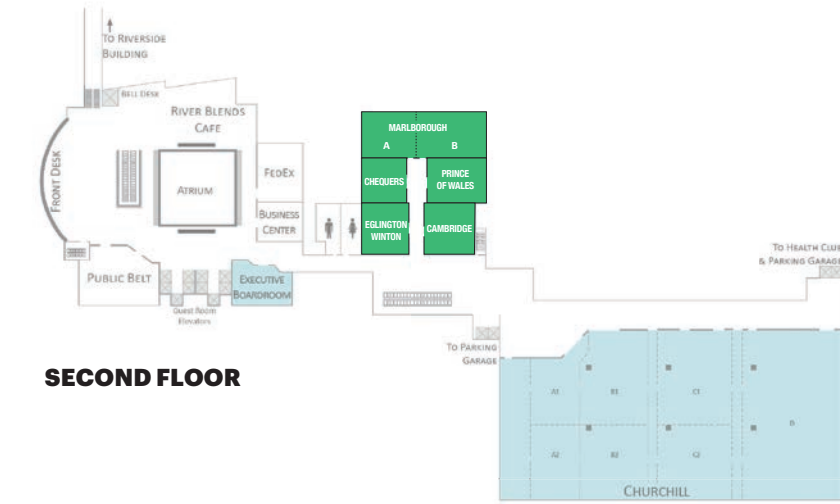 TO RIVERSIDE
BUILDING
BELL DESK
RIVER BLENDS
CAFE
FRONT DESK
ATRIUM
FEDEX
BUSINESS
CENTER
MARLBOROUGH
A
B
CHEQUERS
PRINCE
OF WALES
EGLINGTON
WINTON
CAMBRIDGE
PUBLIC BELT
EXECUTIVE
BOARDROOM
Guest Room
Elevators
TO HEALTH CLUB
& PARKING GARAGE
TO PARKING
GARAGE
SECOND FLOOR
A1
B1
C1
D
A2
B2
C2
CHURCHILL